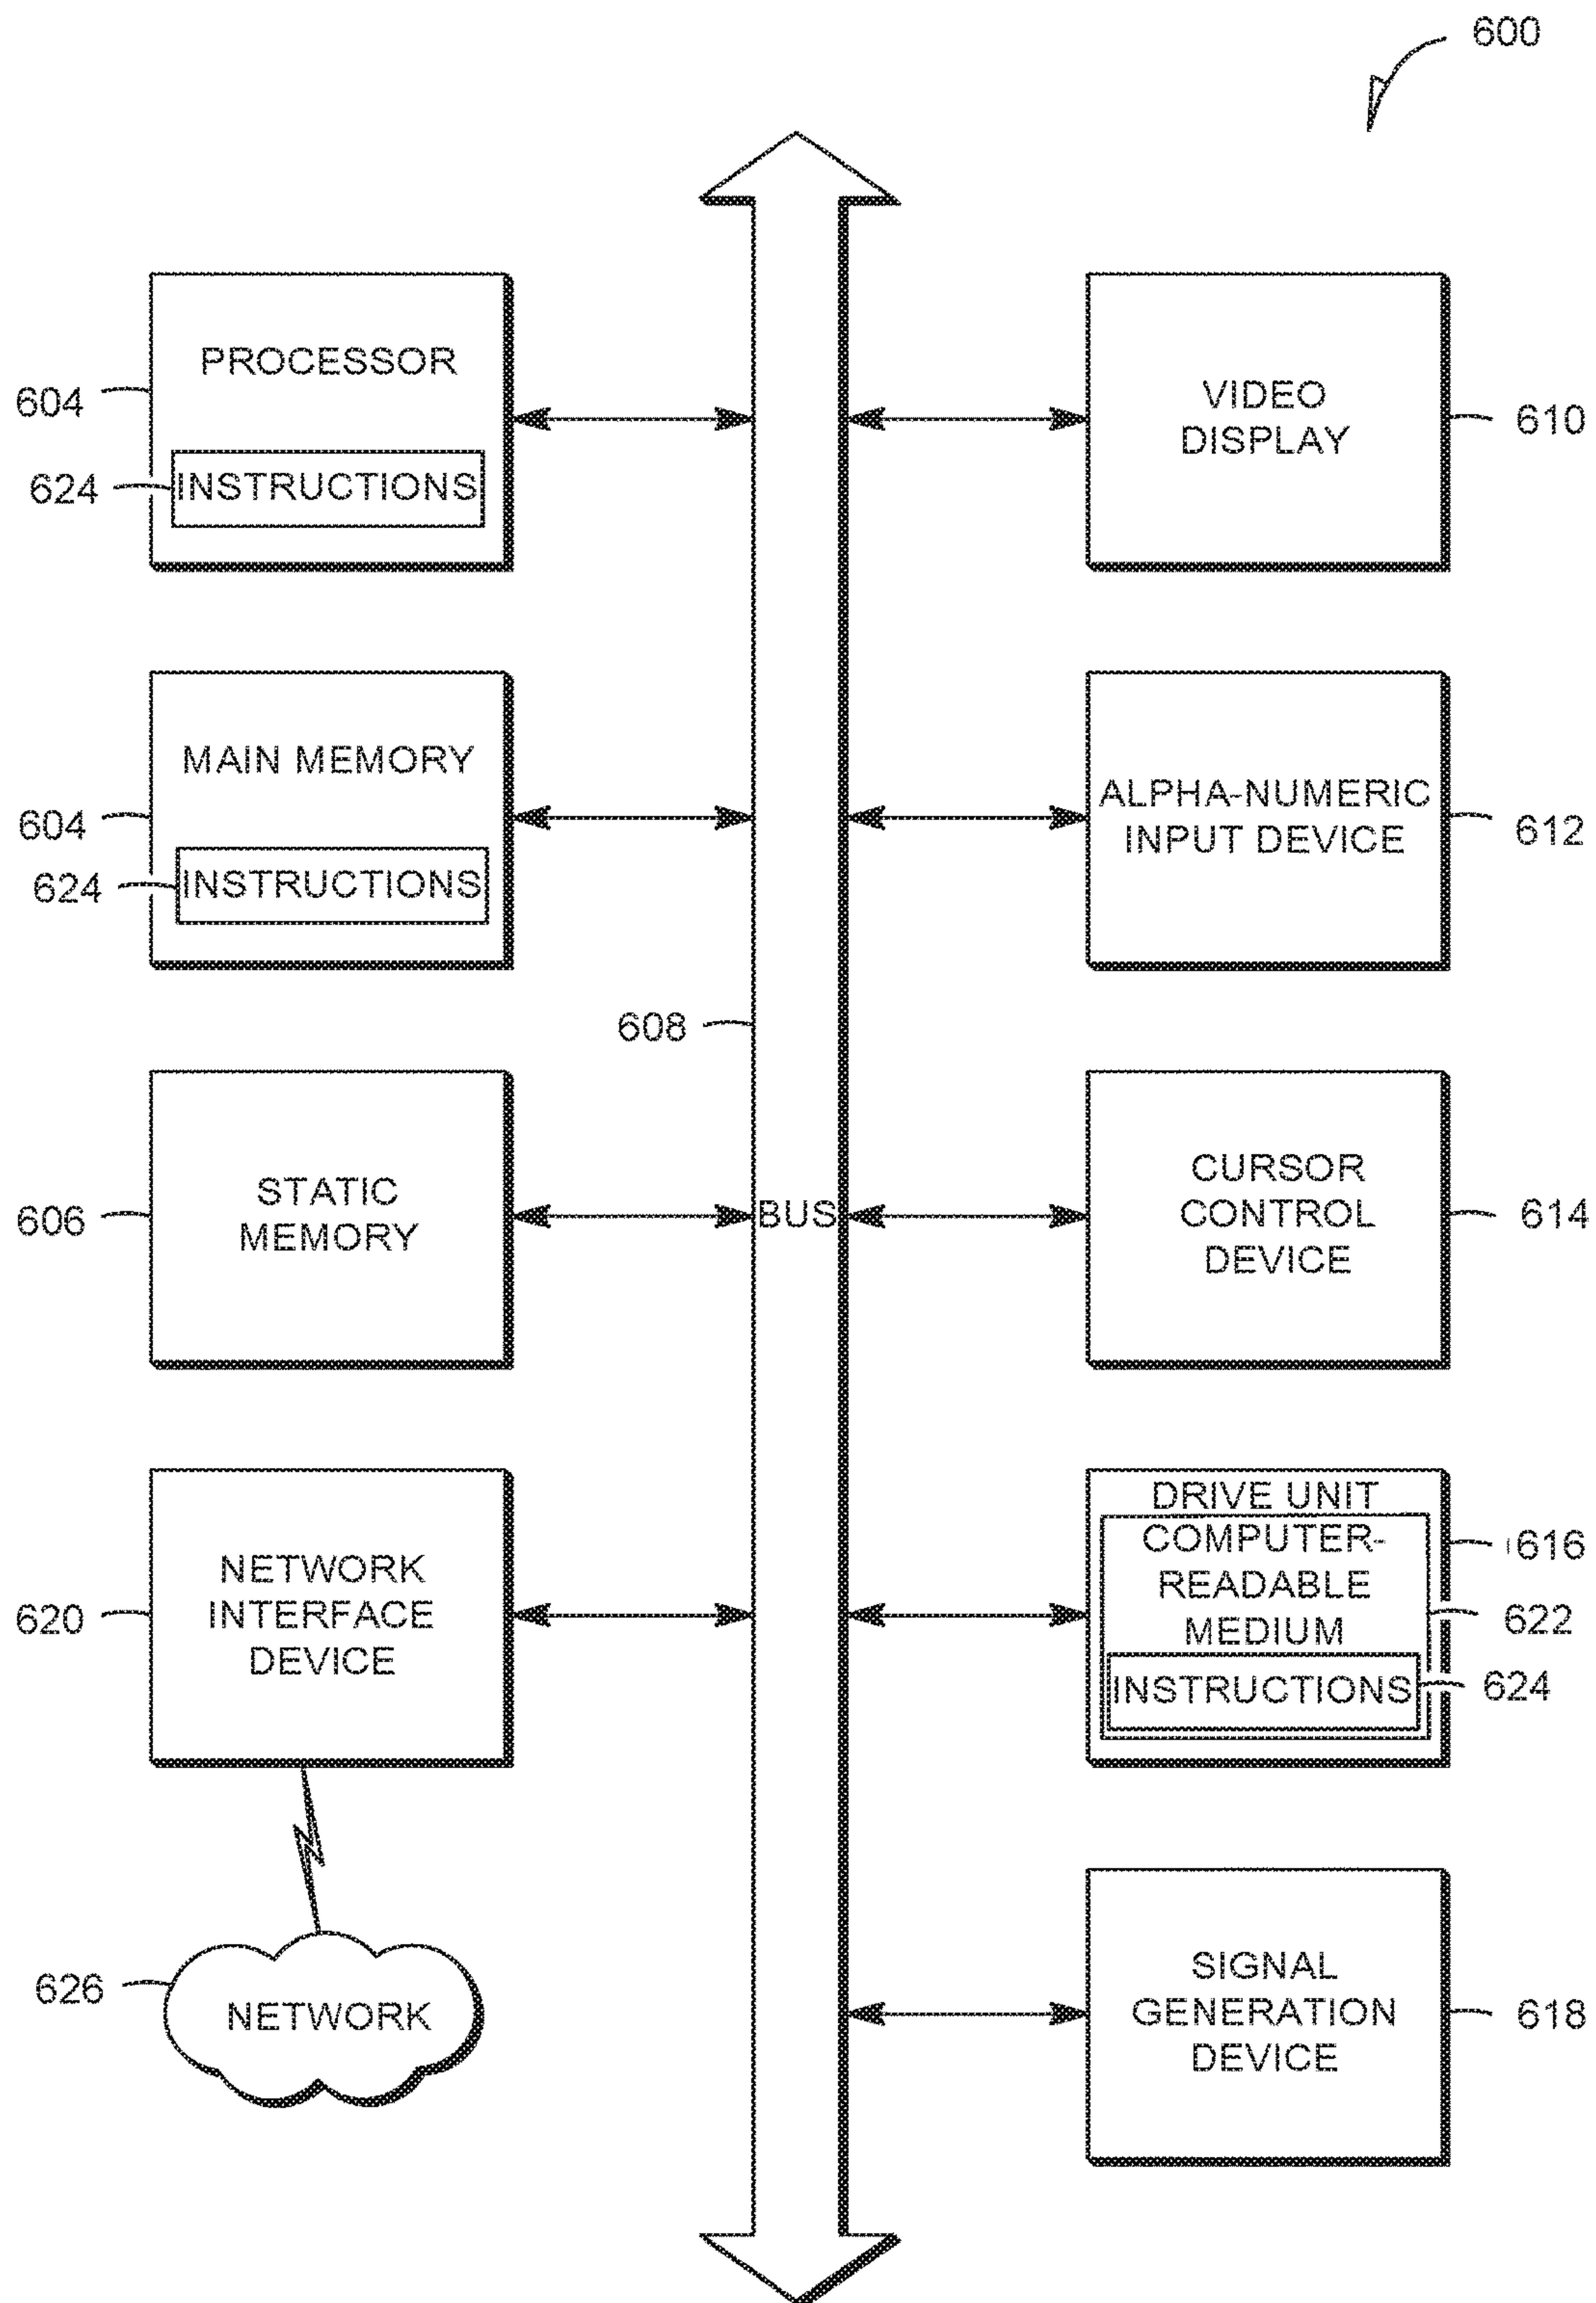 600
PROCESSOR
604
624
INSTRUCTIONS
VIDEO
DISPLAY
610
MAIN MEMORY
604
624
INSTRUCTIONS
ALPHA-NUMERIC
INPUT DEVICE
612
608
STATIC
MEMORY
606
BUS
CURSOR
CONTROL
DEVICE
614
NETWORK
INTERFACE
DEVICE
620
DRIVE UNIT
COMPUTER-
READABLE
MEDIUM
INSTRUCTIONS
616
622
624
626
NETWORK
SIGNAL
GENERATION
DEVICE
618